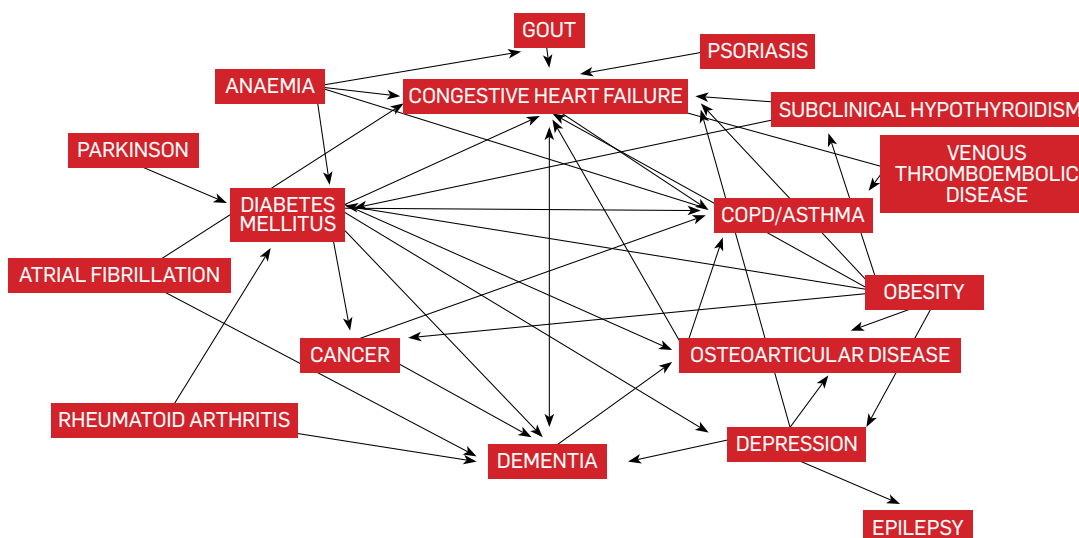 GOUT
PSORIASIS
ANAEMIA
CONGESTIVE HEART FAILURE
SUBCLINICAL HYPOTHYROIDISM
PARKINSON
VENOUS
THROMBOEMBOLIC
DISEASE
DIABETES
MELLITUS
COPD/ASTHMA
ATRIAL FIBRILLATION
OBESITY
CANCER
OSTEOARTICULAR DISEASE
RHEUMATOID ARTHRITIS
DEPRESSION
DEMENTIA
EPILEPSY